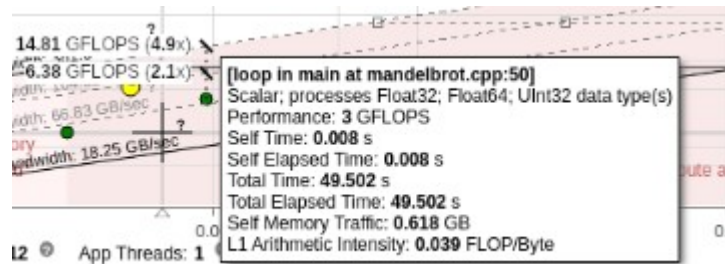 ?
14.81 GFLOPS (4.9x)
6.38 GFLOPS (2.1x)
66.83 GB/sec
?
Bandwidth: 18.25 GB/sec
[loop in main at mandelbrot.cpp:50]
Scalar; processes Float32; Float64; UInt32 data type(s)
Performance: 3 GFLOPS
Self Time: 0.008 s
Self Elapsed Time: 0.008 s
Total Time: 49.502 s
Total Elapsed Time: 49.502 s
Self Memory Traffic: 0.618 GB
L1 Arithmetic Intensity: 0.039 FLOP/Byte
0.0
12 App Threads: 1